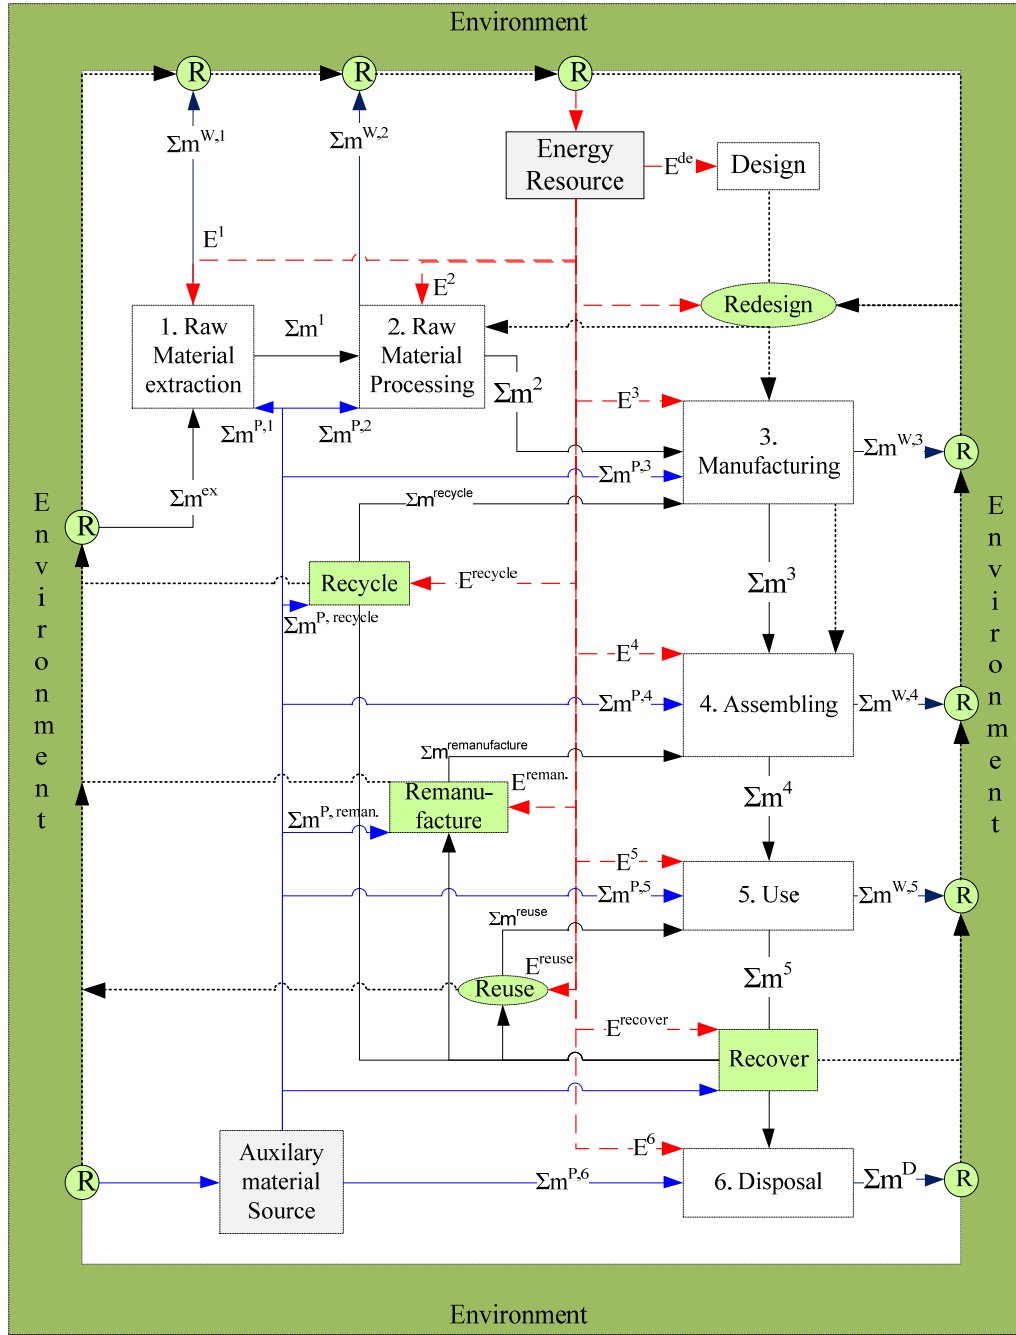 Environment
R
R
R
Σm^W,1
Σm^W,2
Energy
Resource
E^de
Design
E^1
E^2
Redesign
1. Raw
Material
extraction
Σm^1
2. Raw
Material
Processing
Σm^2
E^3
Σm^P,1
Σm^P,2
3.
Manufacturing
Σm^W,3
R
Σm^P,3
Σm^ex
Σm^recycle
R
Environment
Environment
Recycle
E^recycle
Σm^3
Σm^P, recycle
E^4
Σm^P,4
4. Assembling
Σm^W,4
R
Σm^remanufacture
Remanu-
facture
E^reman.
Σm^4
Σm^P, reman.
E^5
Σm^P,5
5. Use
Σm^W,5
R
Σm^reuse
E^reuse
Σm^5
Reuse
E^recover
Recover
E^6
Auxilary
material
Source
R
Σm^P,6
6. Disposal
Σm^D
R
Environment